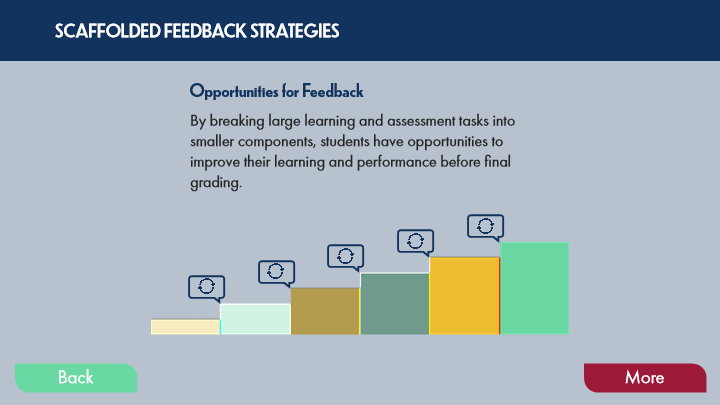 SCAFFOLDED FEEDBACK STRATEGIES
Opportunities for Feedback
By breaking large learning and assessment tasks into
smaller components, students have opportunities to
improve their learning and performance before final
grading.
Back
More